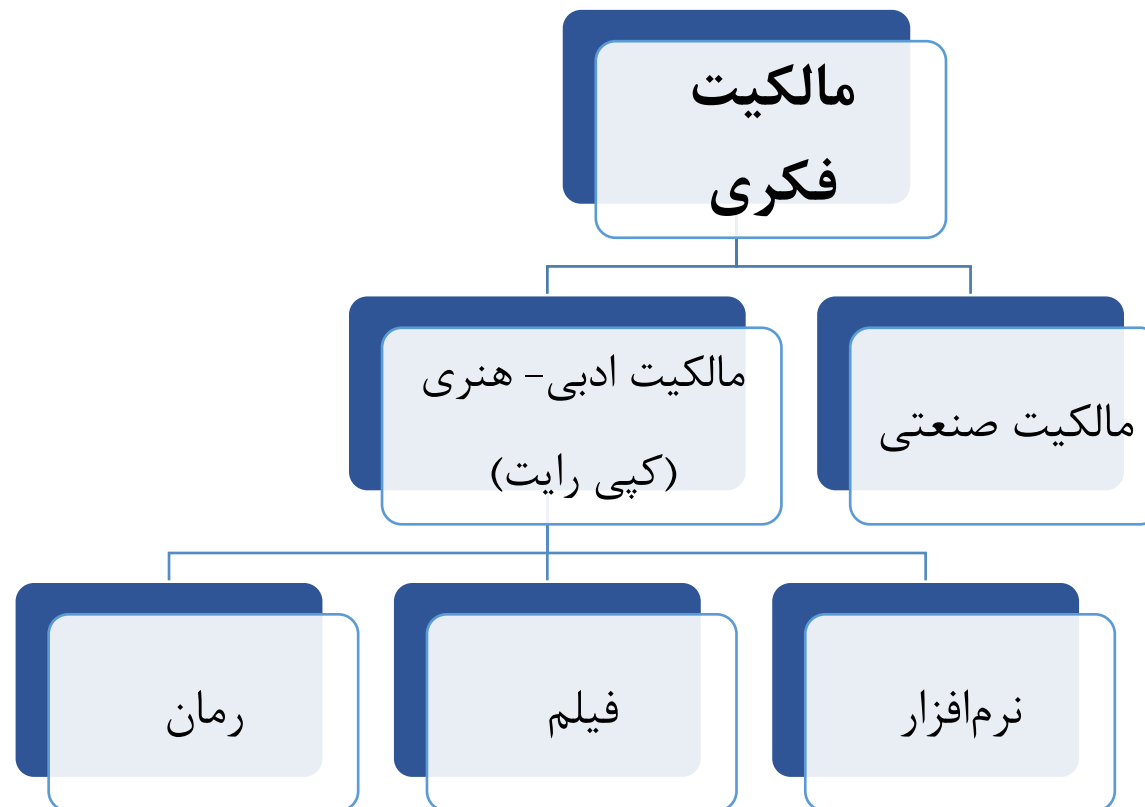 مالکیت
فکری
مالکیت صنعتی
مالکیت ادبی- هنری
(کپی رایت)
نرم‌افزار
فیلم
رمان